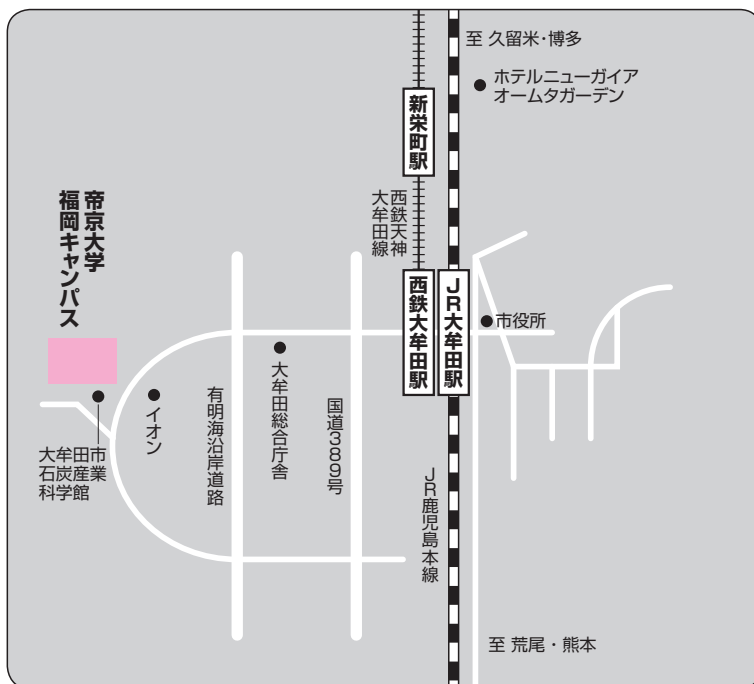 至 久留米・博多
ホテルニューガイア
オームタガーデン
新栄町駅
西鉄天神
大牟田線
帝京大学
福岡キャンパス
西鉄大牟田駅
JR大牟田駅
市役所
大牟田総合庁舎
イオン
有明海沿岸道路
国道389号
大牟田市
石炭産業
科学館
JR鹿児島本線
至 荒尾・熊本